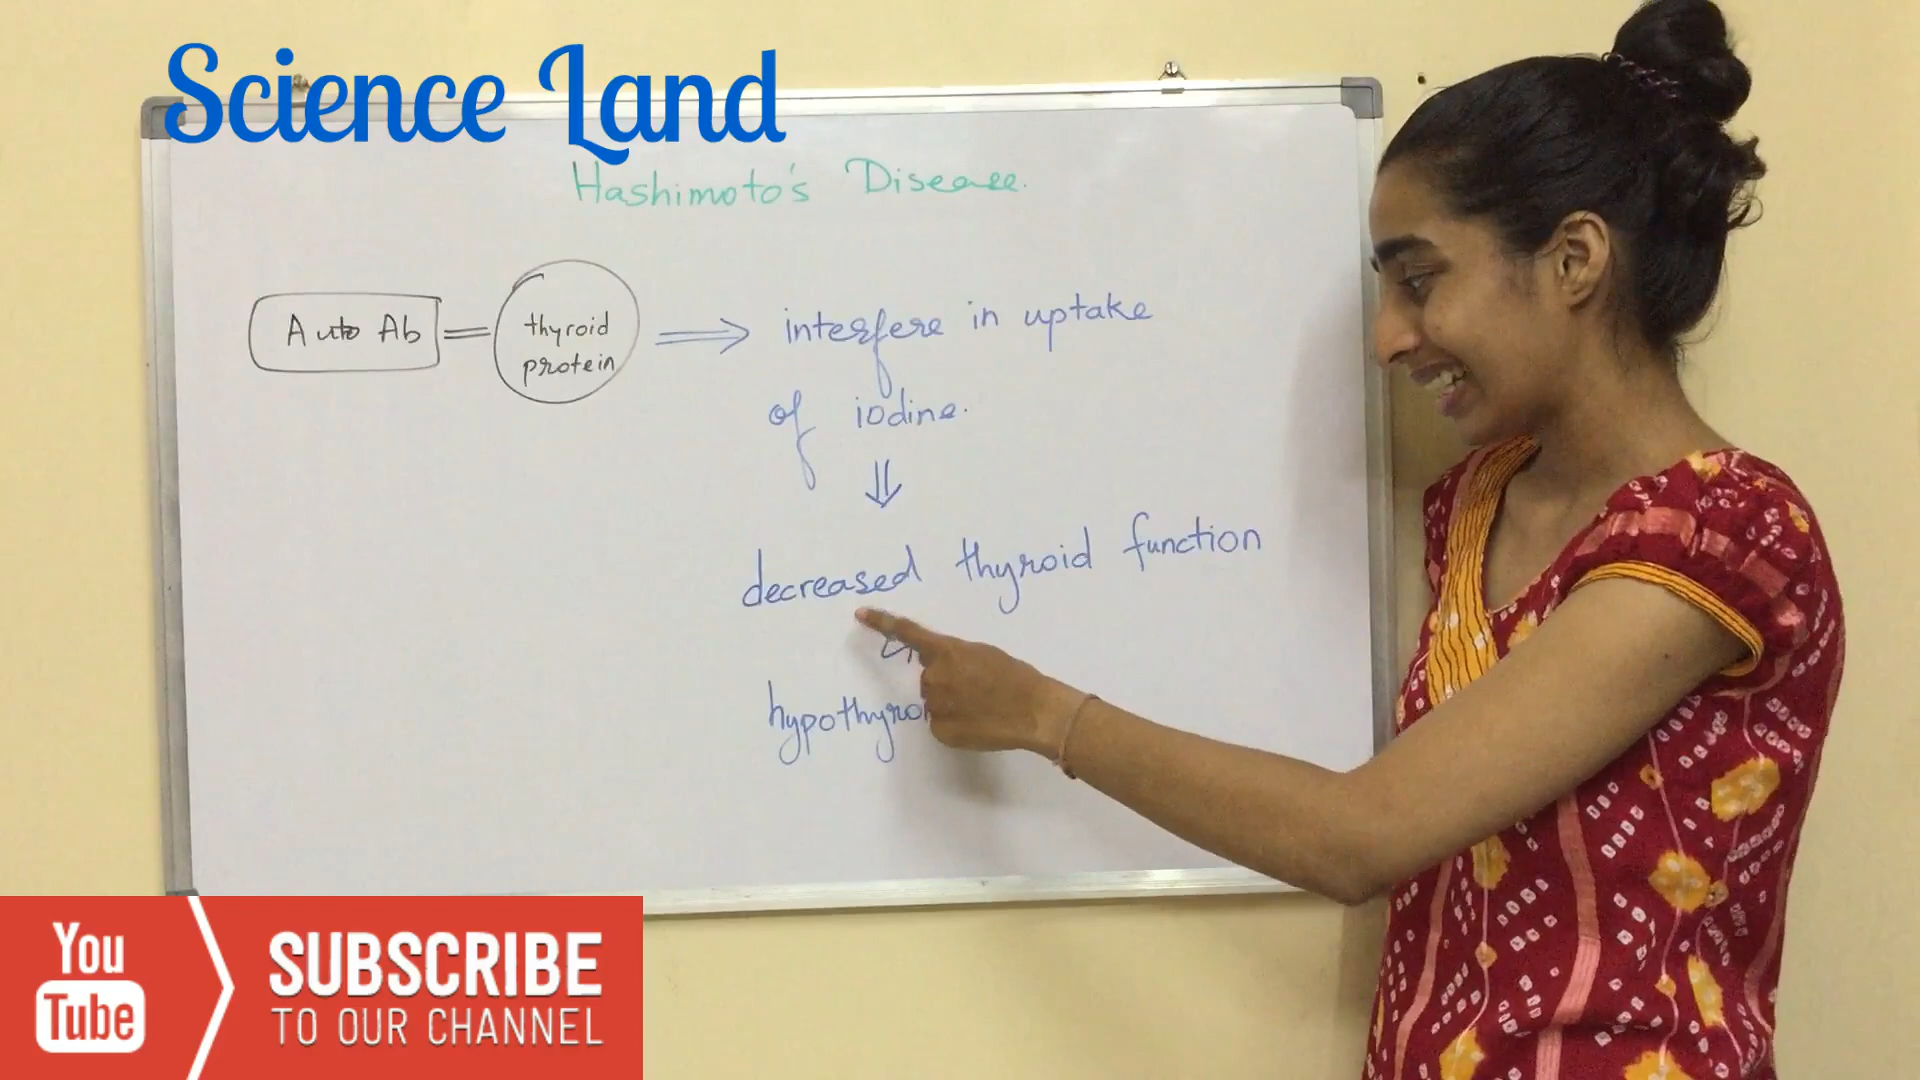 Science Land
Hashimoto's Disease.
Auto Ab
thyroid
protein
interfere in uptake
of iodine.
decreased thyroid function
You
Tube
SUBSCRIBE
TO OUR CHANNEL